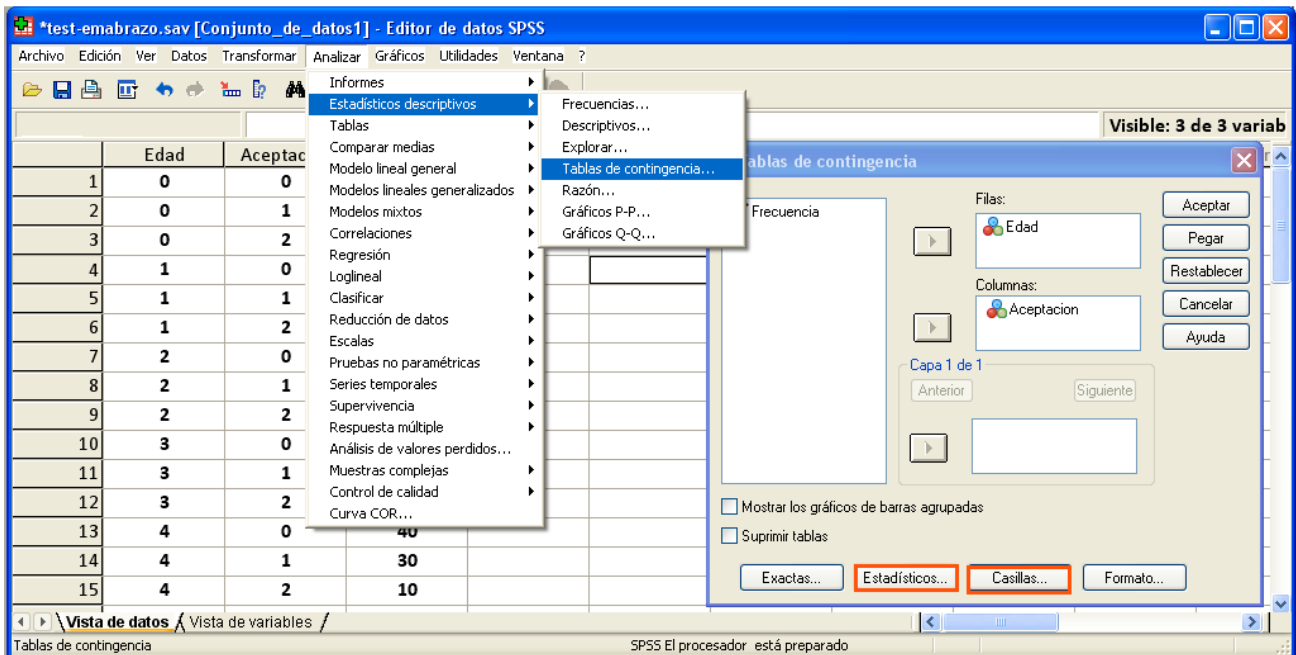 *test-emabrazo.sav [Conjunto_de_datos1] - Editor de datos SPSS
Archivo Edición Ver Datos Transformar Analizar Gráficos Utilidades Ventana ?
Visible: 3 de 3 variab
Informes
Estadísticos descriptivos
Tablas
Comparar medias
Modelo lineal general
Modelos lineales generalizados
Modelos mixtos
Correlaciones
Regresión
Loglineal
Clasificar
Reducción de datos
Escalas
Pruebas no paramétricas
Series temporales
Supervivencia
Respuesta múltiple
Análisis de valores perdidos...
Muestras complejas
Control de calidad
Curva COR...
Frecuencias...
Descriptivos...
Explorar...
Tablas de contingencia...
Razón...
Gráficos P-P...
Gráficos Q-Q...
Edad Aceptac
1 0 0
2 0 1
3 0 2
4 1 0
5 1 1
6 1 2
7 2 0
8 2 1
9 2 2
10 3 0
11 3 1
12 3 2
13 4 0 40
14 4 1 30
15 4 2 10
ablas de contingencia
Frecuencia
Filas:
Edad
Columnas:
Aceptacion
Capa 1 de 1
Anterior Siguiente
Aceptar
Pegar
Restablecer
Cancelar
Ayuda
Mostrar los gráficos de barras agrupadas
Suprimir tablas
Exactas... Estadísticos... Casillas... Formato...
Vista de datos Vista de variables
Tablas de contingencia SPSS El procesador está preparado